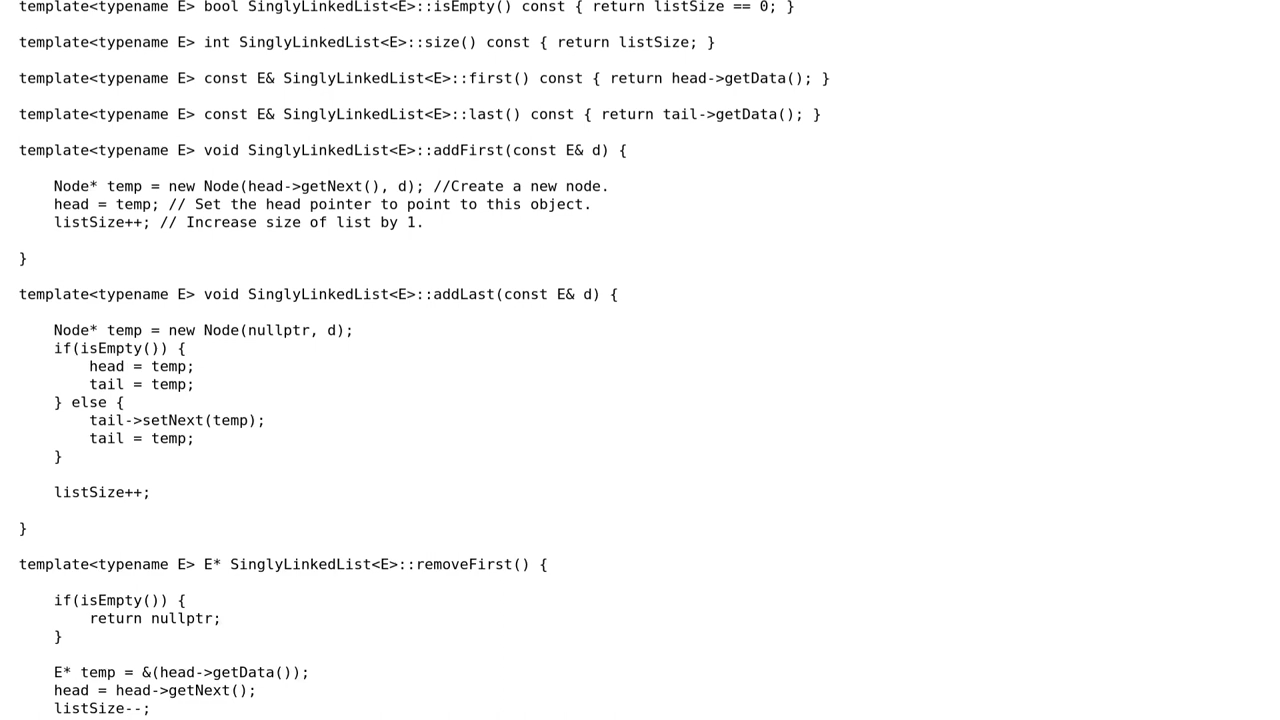 template<typename E> bool SinglyLinkedList<E>::isEmpty() const { return listSize == 0; }
template<typename E> int SinglyLinkedList<E>::size() const { return listSize; }
template<typename E> const E& SinglyLinkedList<E>::first() const { return head->getData(); }
template<typename E> const E& SinglyLinkedList<E>::last() const { return tail->getData(); }
template<typename E> void SinglyLinkedList<E>::addFirst(const E& d) {
    Node* temp = new Node(head->getNext(), d); //Create a new node.
    head = temp; // Set the head pointer to point to this object.
    listSize++; // Increase size of list by 1.
}
template<typename E> void SinglyLinkedList<E>::addLast(const E& d) {
    Node* temp = new Node(nullptr, d);
    if(isEmpty()) {
        head = temp;
        tail = temp;
    } else {
        tail->setNext(temp);
        tail = temp;
    }
    listSize++;
}
template<typename E> E* SinglyLinkedList<E>::removeFirst() {
    if(isEmpty()) {
        return nullptr;
    }
    E* temp = &(head->getData());
    head = head->getNext();
    listSize--;